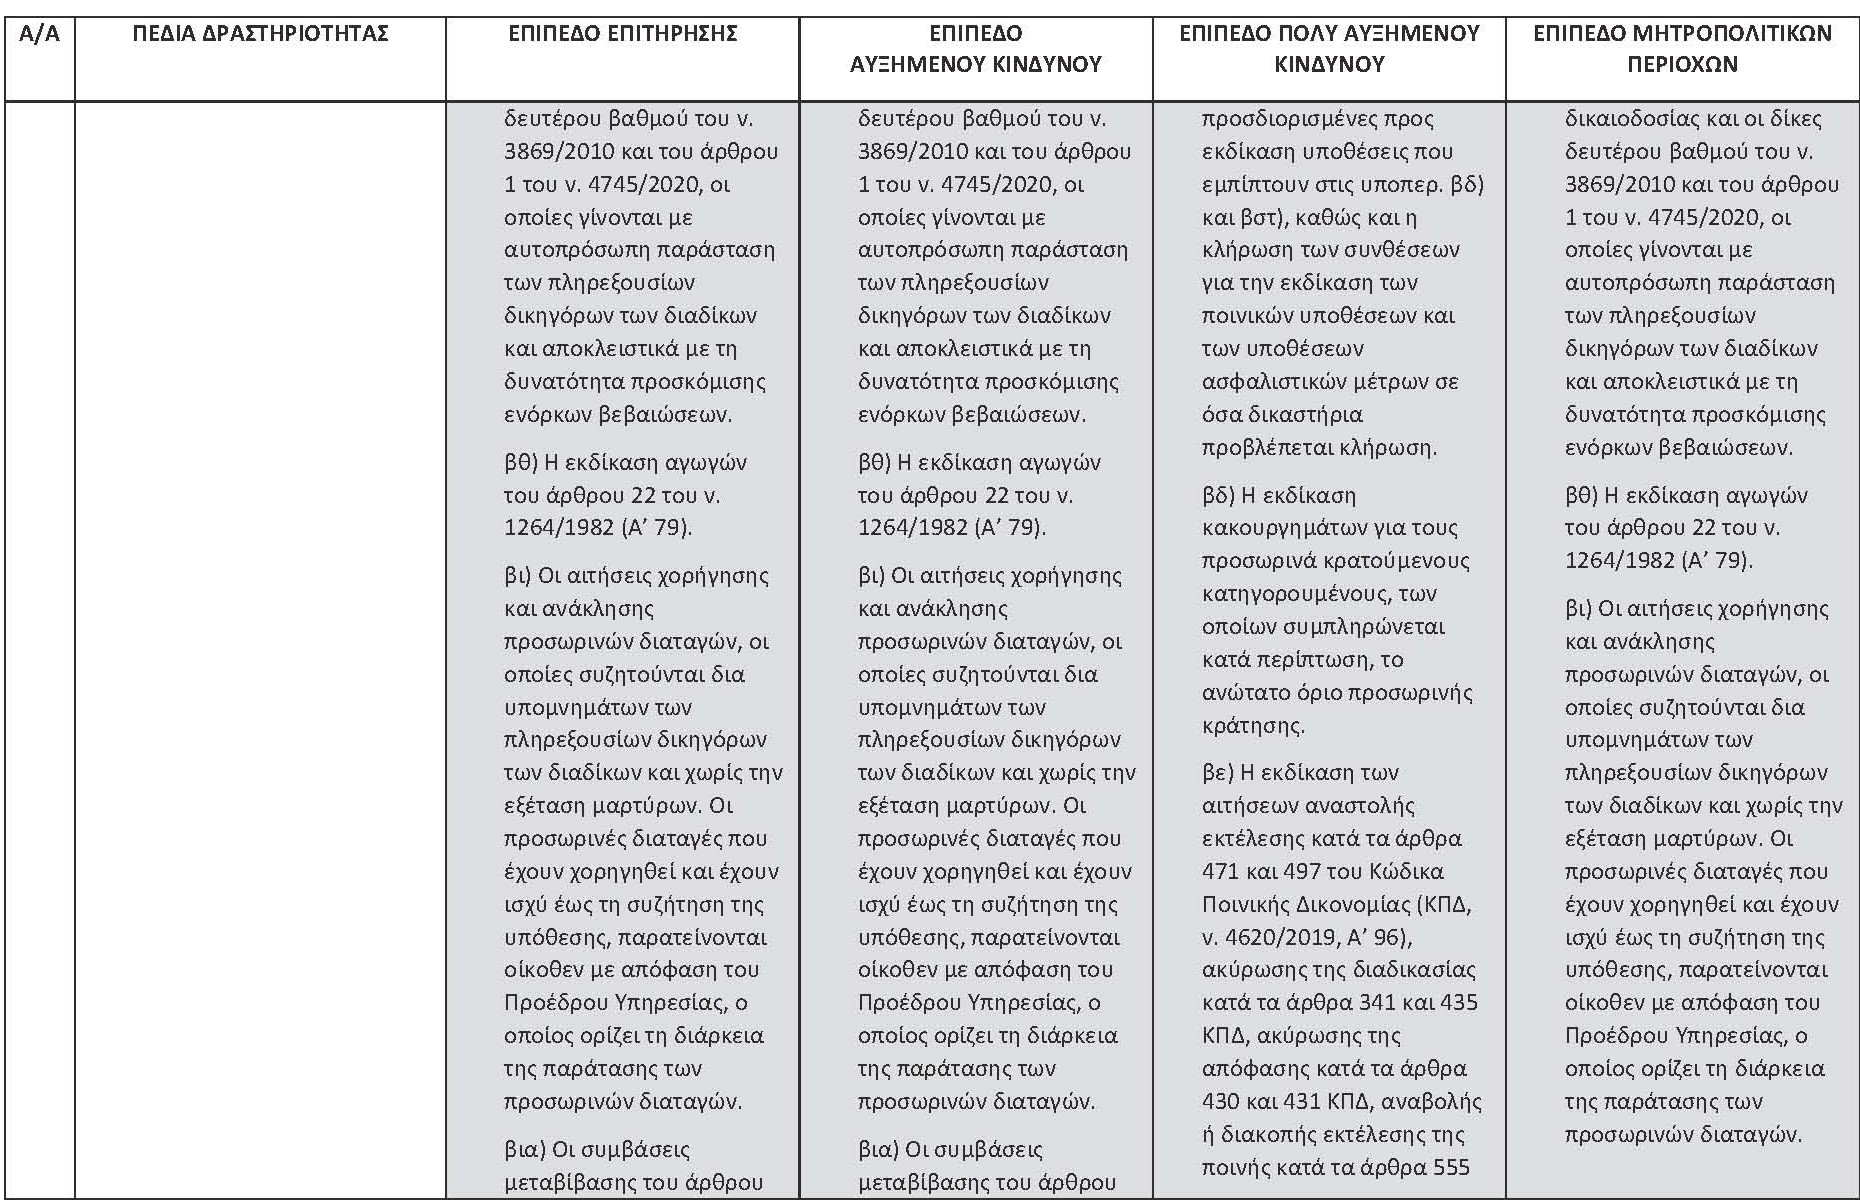 Α/Α
ΠΕΔΙΑ ΔΡΑΣΤΗΡΙΟΤΗΤΑΣ
ΕΠΙΠΕΔΟ ΕΠΙΤΗΡΗΣΗΣ
ΕΠΙΠΕΔΟ
ΑΥΞΗΜΕΝΟΥ ΚΙΝΔΥΝΟΥ
ΕΠΙΠΕΔΟ ΠΟΛΥ ΑΥΞΗΜΕΝΟΥ
ΚΙΝΔΥΝΟΥ
ΕΠΙΠΕΔΟ ΜΗΤΡΟΠΟΛΙΤΙΚΩΝ
ΠΕΡΙΟΧΩΝ
δευτέρου βαθμού του ν.
3869/2010 και του άρθρου
1 του ν. 4745/2020, οι
οποίες γίνονται με
αυτοπρόσωπη παράσταση
των πληρεξουσίων
δικηγόρων των διαδίκων
και αποκλειστικά με τη
δυνατότητα προσκόμισης
ενόρκων βεβαιώσεων.
βθ) Η εκδίκαση αγωγών
του άρθρου 22 του ν.
1264/1982 (Α’ 79).
βι) Οι αιτήσεις χορήγησης
και ανάκλησης
προσωρινών διαταγών, οι
οποίες συζητούνται δια
υπομνημάτων των
πληρεξουσίων δικηγόρων
των διαδίκων και χωρίς την
εξέταση μαρτύρων. Οι
προσωρινές διαταγές που
έχουν χορηγηθεί και έχουν
ισχύ έως τη συζήτηση της
υπόθεσης, παρατείνονται
οίκοθεν με απόφαση του
Προέδρου Υπηρεσίας, ο
οποίος ορίζει τη διάρκεια
της παράτασης των
προσωρινών διαταγών.
βια) Οι συμβάσεις
μεταβίβασης του άρθρου
δευτέρου βαθμού του ν.
3869/2010 και του άρθρου
1 του ν. 4745/2020, οι
οποίες γίνονται με
αυτοπρόσωπη παράσταση
των πληρεξουσίων
δικηγόρων των διαδίκων
και αποκλειστικά με τη
δυνατότητα προσκόμισης
ενόρκων βεβαιώσεων.
βθ) Η εκδίκαση αγωγών
του άρθρου 22 του ν.
1264/1982 (Α’ 79).
βι) Οι αιτήσεις χορήγησης
και ανάκλησης
προσωρινών διαταγών, οι
οποίες συζητούνται δια
υπομνημάτων των
πληρεξουσίων δικηγόρων
των διαδίκων και χωρίς την
εξέταση μαρτύρων. Οι
προσωρινές διαταγές που
έχουν χορηγηθεί και έχουν
ισχύ έως τη συζήτηση της
υπόθεσης, παρατείνονται
οίκοθεν με απόφαση του
Προέδρου Υπηρεσίας, ο
οποίος ορίζει τη διάρκεια
της παράτασης των
προσωρινών διαταγών.
βια) Οι συμβάσεις
μεταβίβασης του άρθρου
προσδιορισμένες προς
εκδίκαση υποθέσεις που
εμπίπτουν στις υποπερ. βδ)
και βστ), καθώς και η
κλήρωση των συνθέσεων
για την εκδίκαση των
ποινικών υποθέσεων και
των υποθέσεων
ασφαλιστικών μέτρων σε
όσα δικαστήρια
προβλέπεται κλήρωση.
βδ) Η εκδίκαση
κακουργημάτων για τους
προσωρινά κρατούμενους
κατηγορουμένους, των
οποίων συμπληρώνεται
κατά περίπτωση, το
ανώτατο όριο προσωρινής
κράτησης.
βε) Η εκδίκαση των
αιτήσεων αναστολής
εκτέλεσης κατά τα άρθρα
471 και 497 του Κώδικα
Ποινικής Δικονομίας (ΚΠΔ,
ν. 4620/2019, Α’ 96),
ακύρωσης της διαδικασίας
κατά τα άρθρα 341 και 435
ΚΠΔ, ακύρωσης της
απόφασης κατά τα άρθρα
430 και 431 ΚΠΔ, αναβολής
ή διακοπής εκτέλεσης της
ποινής κατά τα άρθρα 555
δικαιοδοσίας και οι δίκες
δευτέρου βαθμού του ν.
3869/2010 και του άρθρου
1 του ν. 4745/2020, οι
οποίες γίνονται με
αυτοπρόσωπη παράσταση
των πληρεξουσίων
δικηγόρων των διαδίκων
και αποκλειστικά με τη
δυνατότητα προσκόμισης
ενόρκων βεβαιώσεων.
βθ) Η εκδίκαση αγωγών
του άρθρου 22 του ν.
1264/1982 (Α’ 79).
βι) Οι αιτήσεις χορήγησης
και ανάκλησης
προσωρινών διαταγών, οι
οποίες συζητούνται δια
υπομνημάτων των
πληρεξουσίων δικηγόρων
των διαδίκων και χωρίς την
εξέταση μαρτύρων. Οι
προσωρινές διαταγές που
έχουν χορηγηθεί και έχουν
ισχύ έως τη συζήτηση της
υπόθεσης, παρατείνονται
οίκοθεν με απόφαση του
Προέδρου Υπηρεσίας, ο
οποίος ορίζει τη διάρκεια
της παράτασης των
προσωρινών διαταγών.